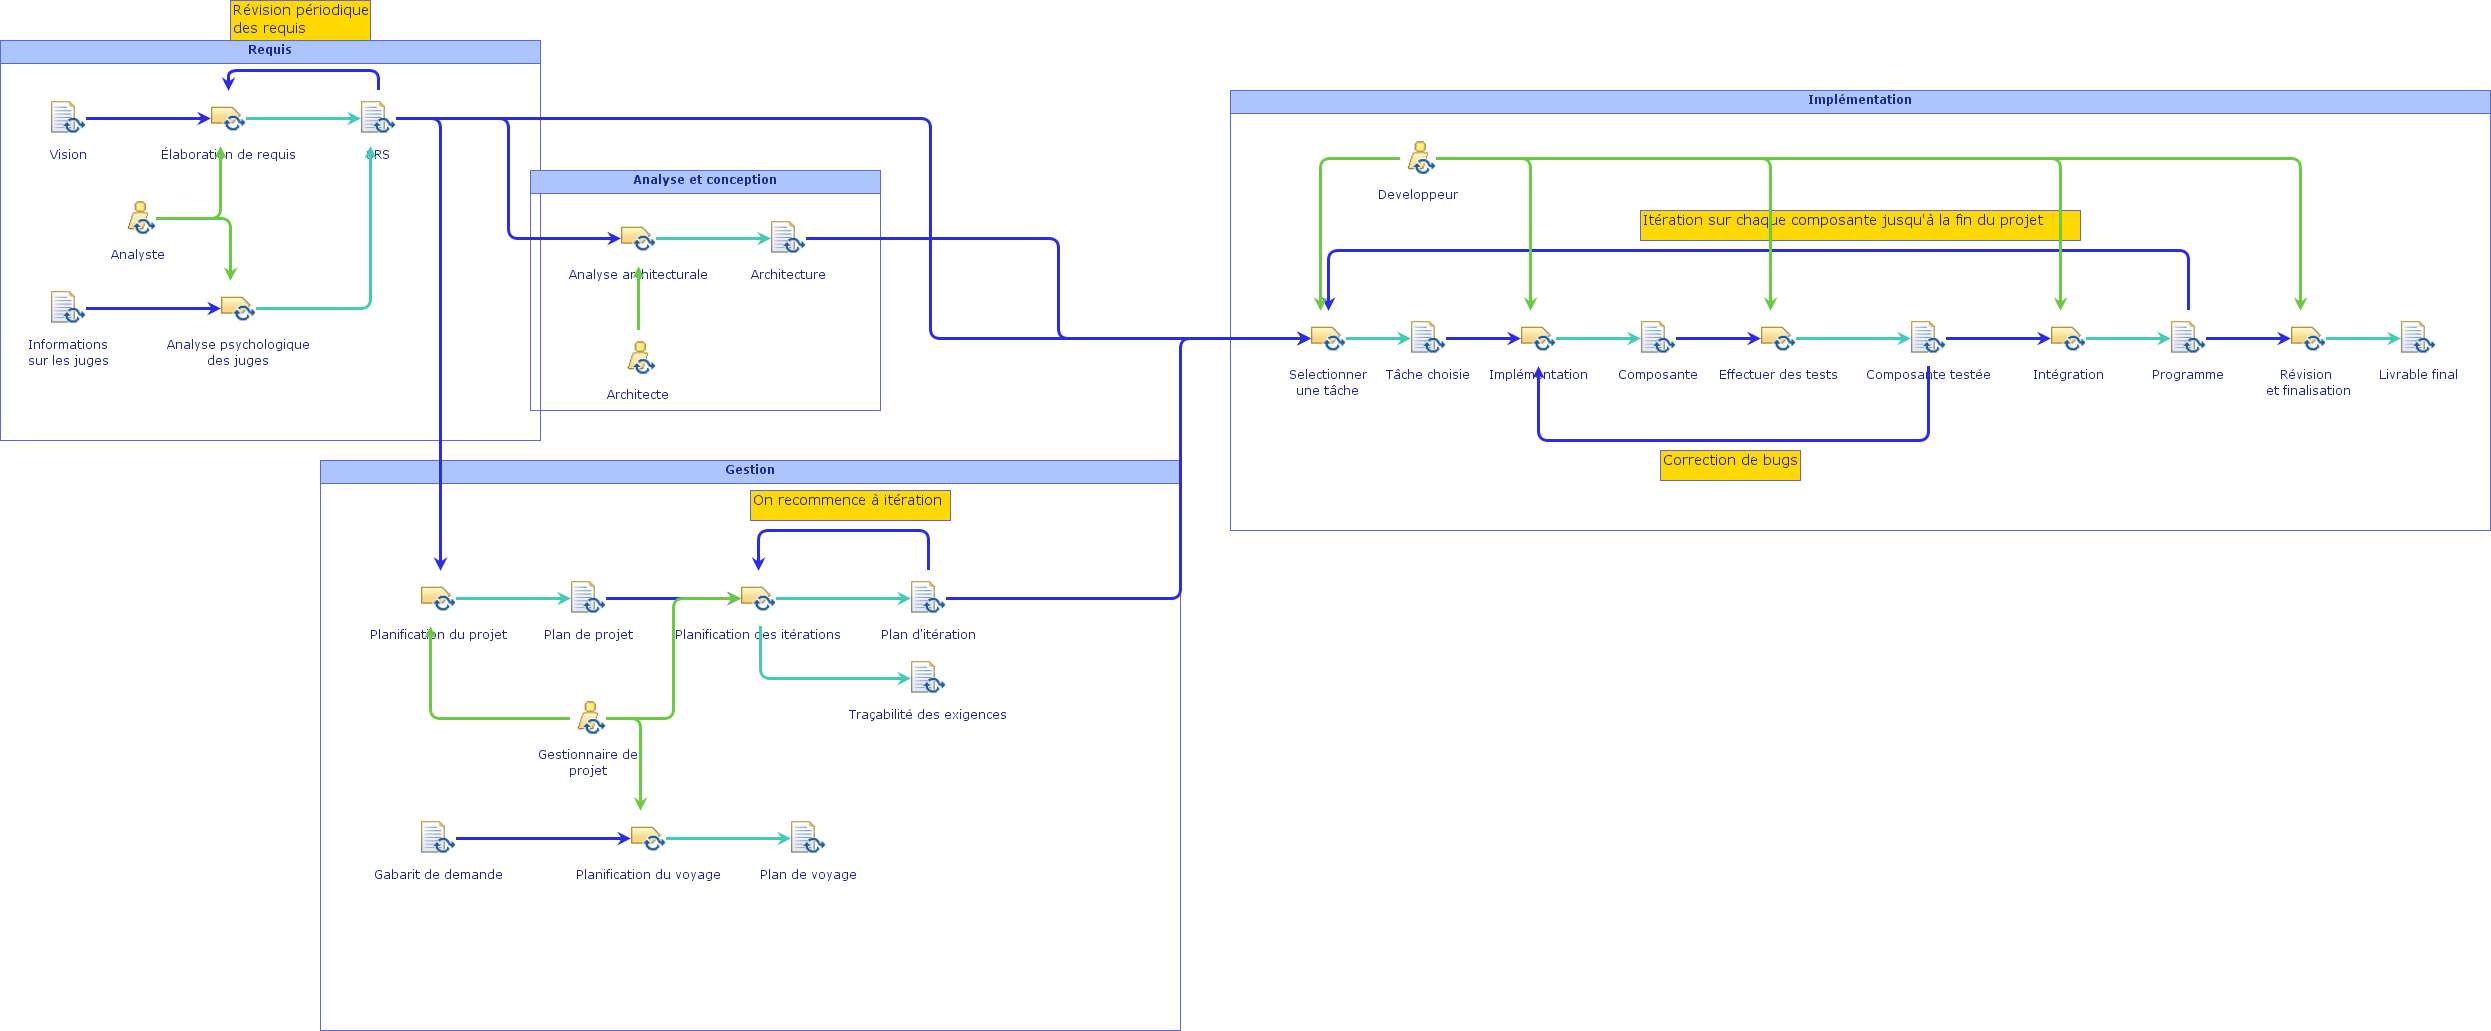 Révision périodique
des requis
Requis
Vision
Élaboration de requis
SRS
Analyste
Informations
sur les juges
Analyse psychologique
des juges
Analyse et conception
Analyse architecturale
Architecture
Architecte
Gestion
On recommence à itération
Planification du projet
Plan de projet
Planification des itérations
Plan d'itération
Traçabilité des exigences
Gestionnaire de
projet
Gabarit de demande
Planification du voyage
Plan de voyage
Implémentation
Developpeur
Itération sur chaque composante jusqu'à la fin du projet
Selectionner
une tâche
Tâche choisie
Implémentation
Composante
Effectuer des tests
Composante testée
Intégration
Programme
Révision
et finalisation
Livrable final
Correction de bugs